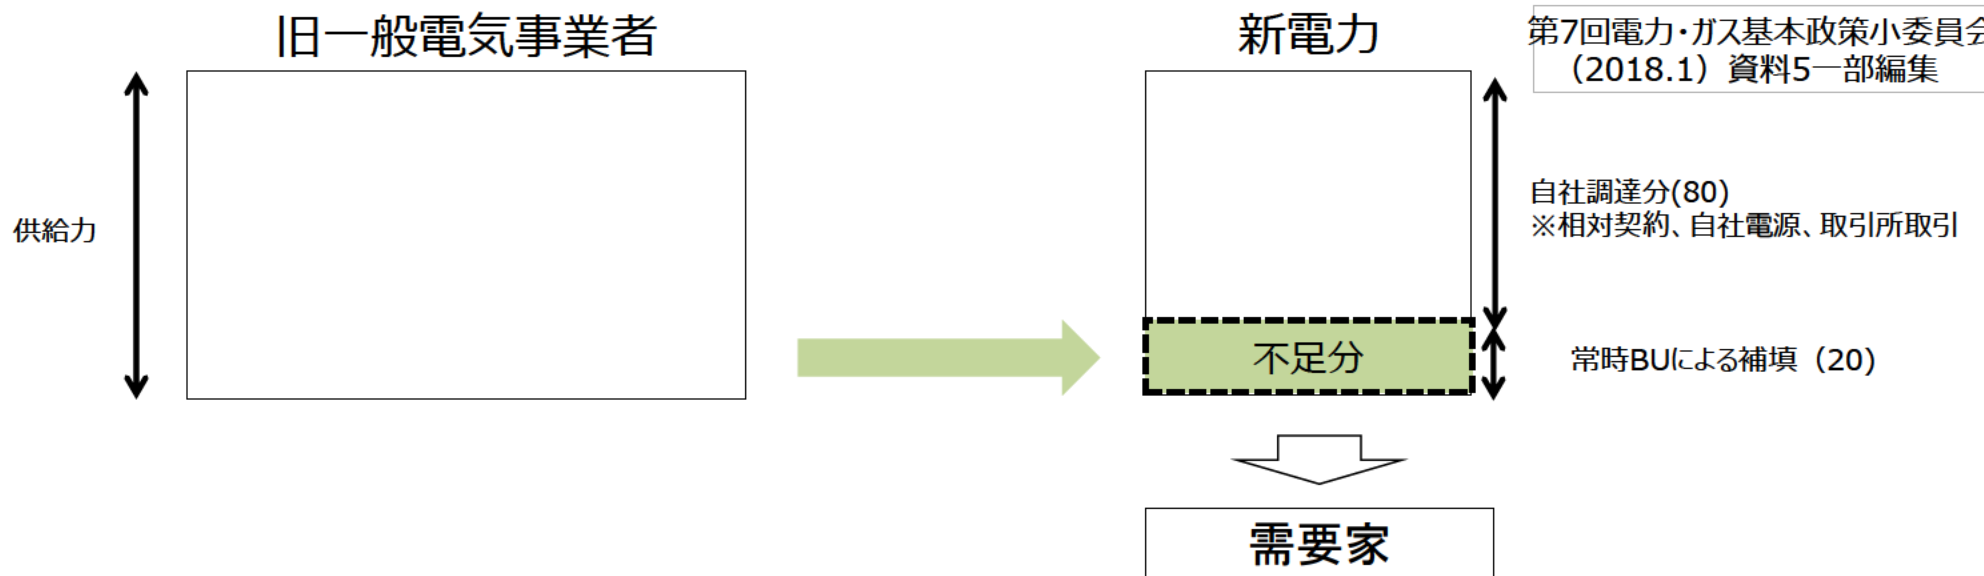 旧一般電気事業者
新電力
第7回電力・ガス基本政策小委員会
（2018.1）資料5一部編集
供給力
自社調達分(80)
※相対契約、自社電源、取引所取引
不足分
常時BUによる補填（20）
需要家